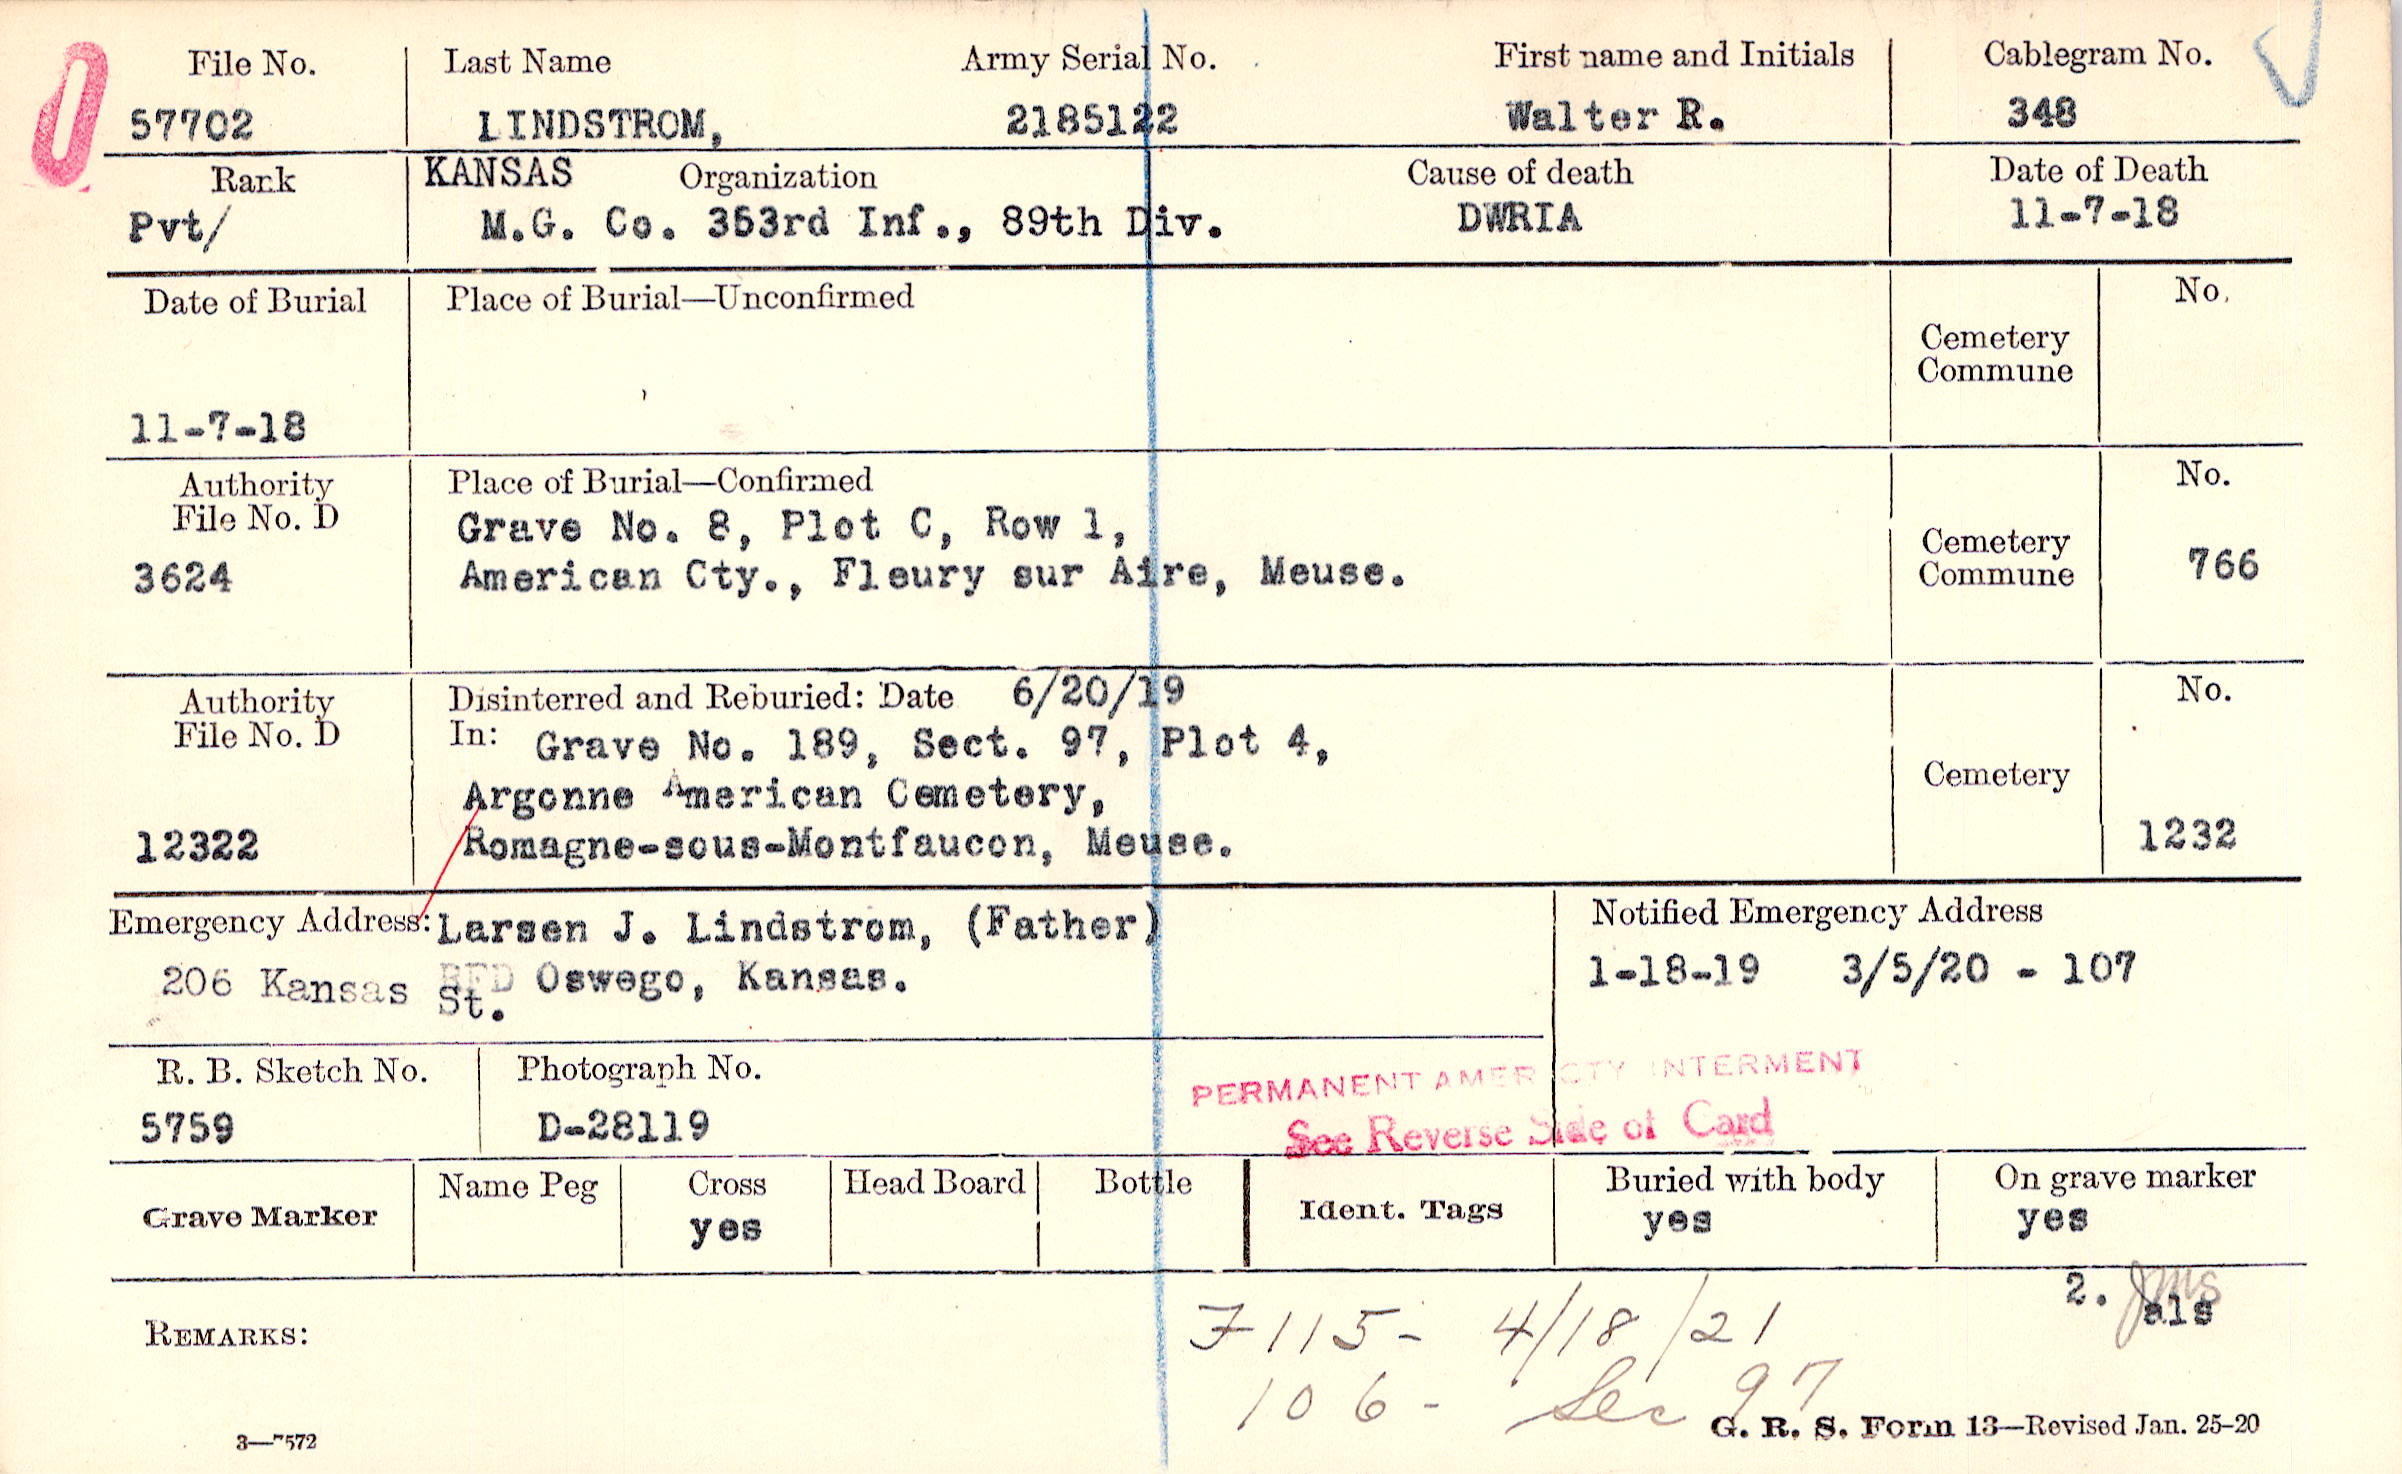 File No. Last Name Army Serial No. First name and Initials Cablegram No.
57702 LINDSTROM, 2185122 Walter R. 348
Rank KANSAS Organization Cause of death Date of Death
Pvt/ M.G. Co. 353rd Inf., 89th Div. DWRIA 11-7-18
Date of Burial Place of Burial—Unconfirmed No.
Cemetery
Commune
11-7-18
Authority Place of Burial—Confirmed No.
File No. D Grave No. 8, Plot C, Row 1,
Cemetery
3624 American Cty., Fleury sur Aire, Meuse. Commune 766
Authority Disinterred and Reburied: Date 6/20/19 No.
File No. D In: Grave No. 189, Sect. 97, Plot 4,
Argonne American Cemetery, Cemetery
12322 Romagne-sous-Montfaucon, Meuse. 1232
Emergency Address: Larsen J. Lindstrom, (Father) Notified Emergency Address
206 Kansas St. RFD Oswego, Kansas. 1-18-19 3/5/20 - 107
R. B. Sketch No. Photograph No. PERMANENT AMER CTY INTERMENT
5759 D-28119 See Reverse Side of Card
Grave Marker Name Peg Cross Head Board Bottle Ident. Tags Buried with body On grave marker
yes yes yes
2. JMS
als
REMARKS: F 115- 4/18/21
106- Sec 97
3—7572 G. R. S. Form 13—Revised Jan. 25-20